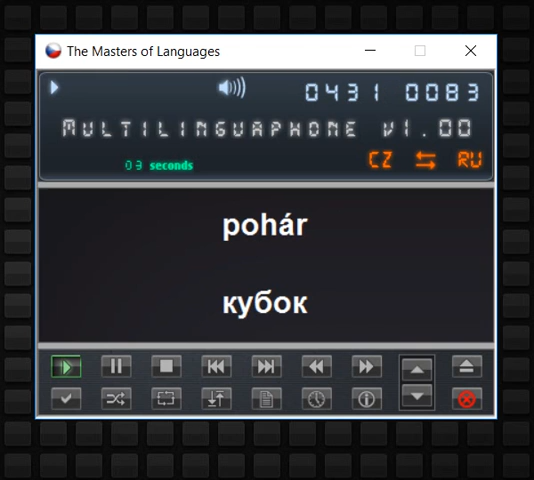 The Masters of Languages
0431 0083
MULTILINGUAPHONE v1.00
03 seconds
CZ ⇆ RU
pohár
кубок